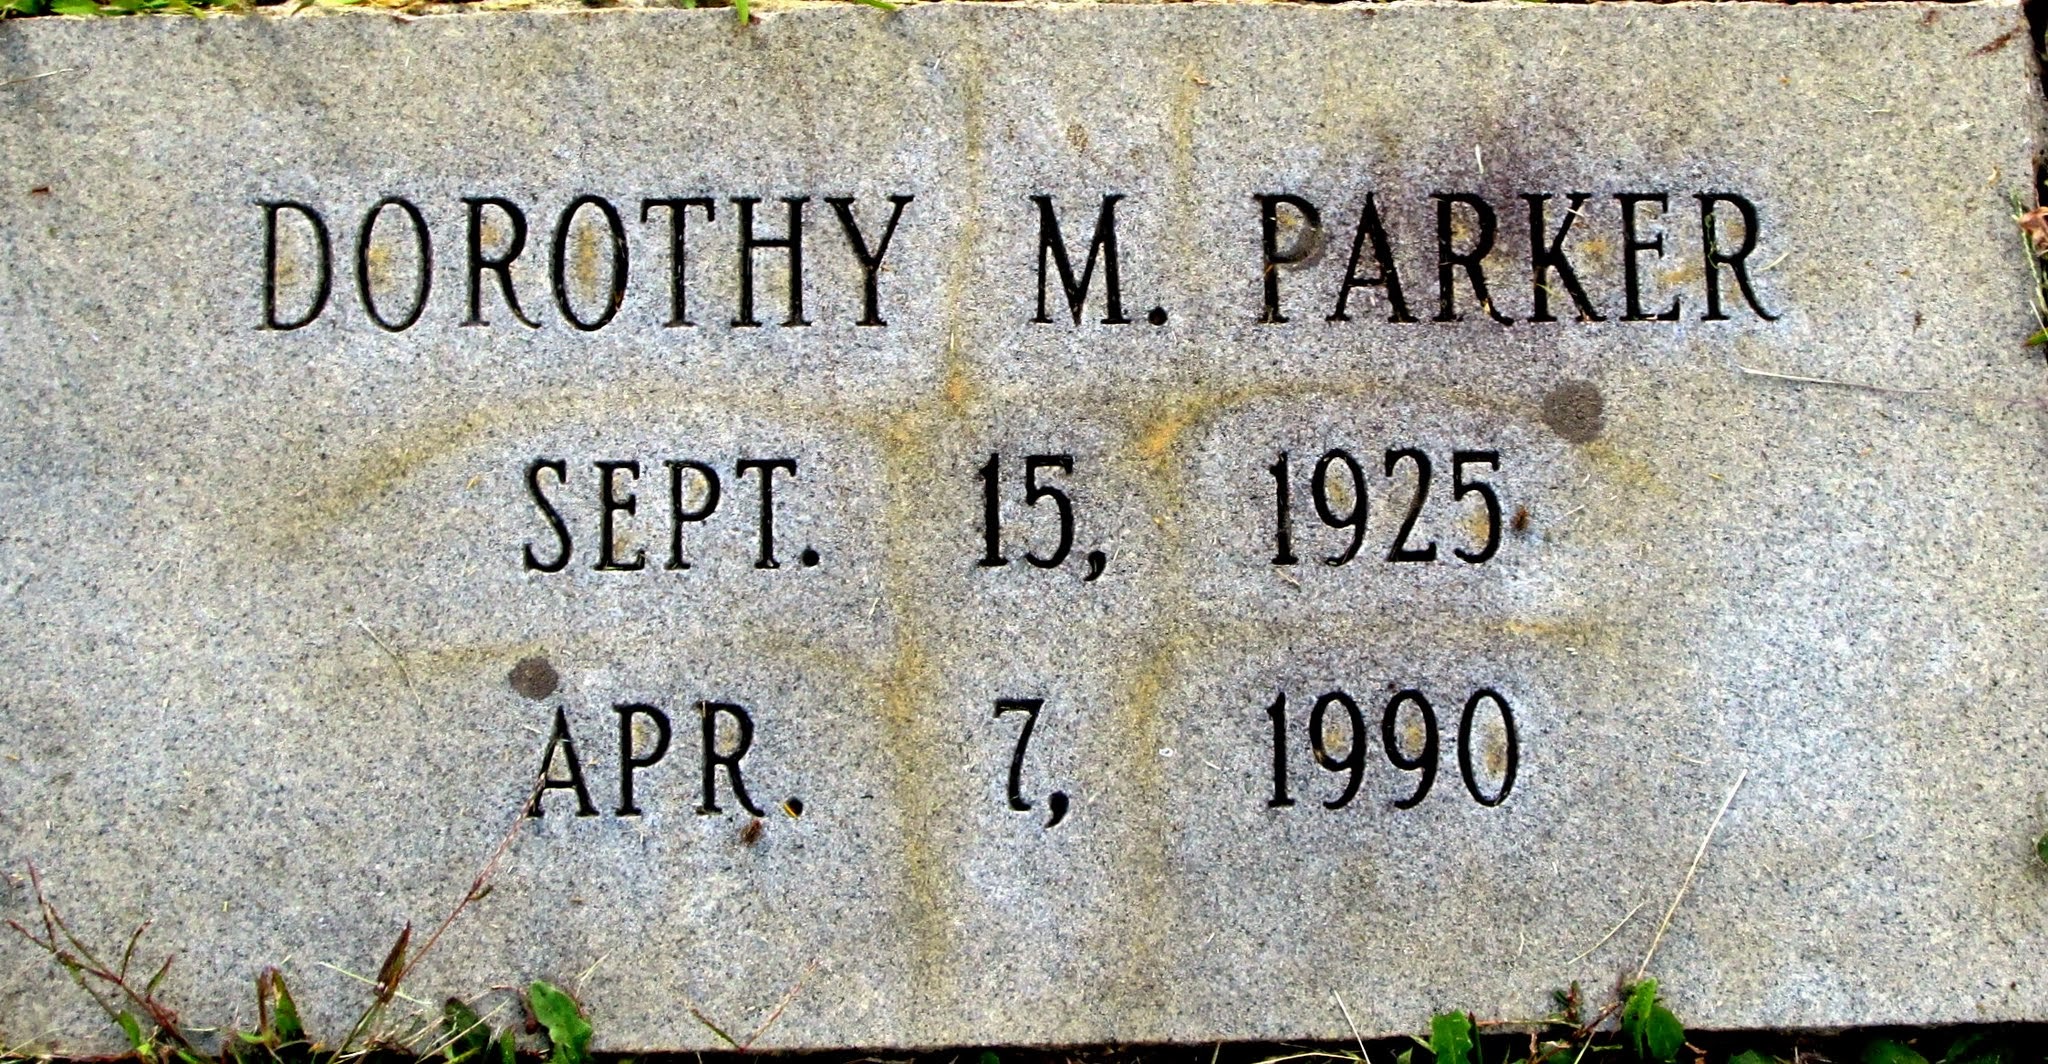 DOROTHY M. PARKER
SEPT. 15, 1925
APR. 7, 1990